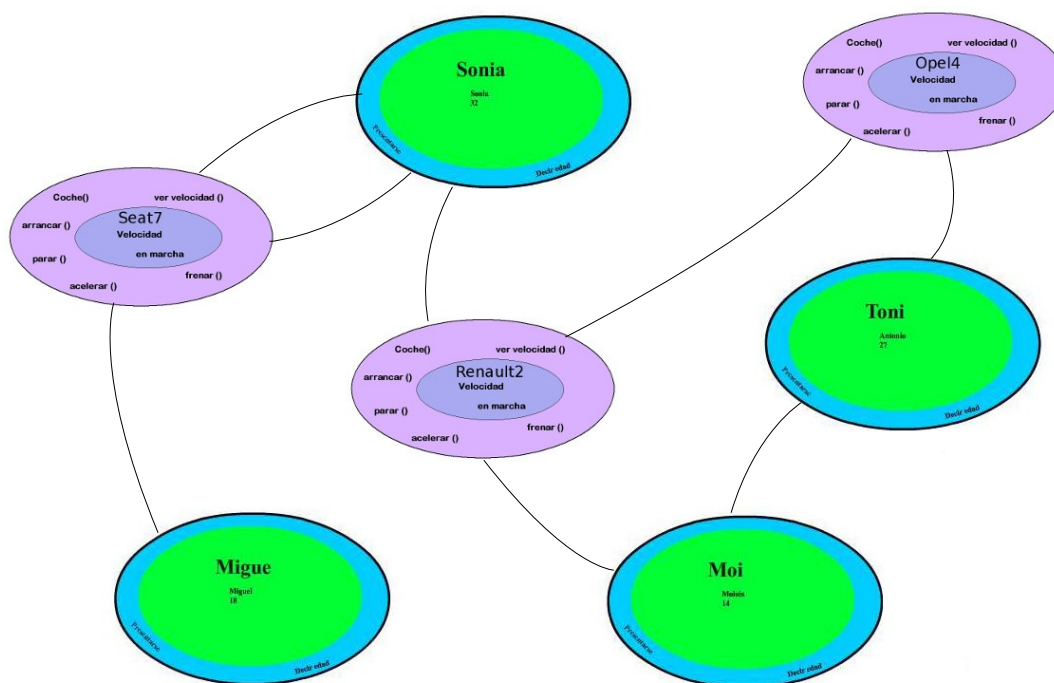 Sonia
Sonia
32
Presentarse
Decir edad
Coche()
ver velocidad ()
arrancar ()
Opel4
Velocidad
en marcha
parar ()
frenar ()
acelerar ()
Coche()
ver velocidad ()
arrancar ()
Seat7
Velocidad
en marcha
parar ()
frenar ()
acelerar ()
Toni
Antonio
27
Presentarse
Decir edad
Coche()
ver velocidad ()
arrancar ()
Renault2
Velocidad
en marcha
parar ()
frenar ()
acelerar ()
Migue
Miguel
18
Presentarse
Decir edad
Moi
Moisés
14
Presentarse
Decir edad